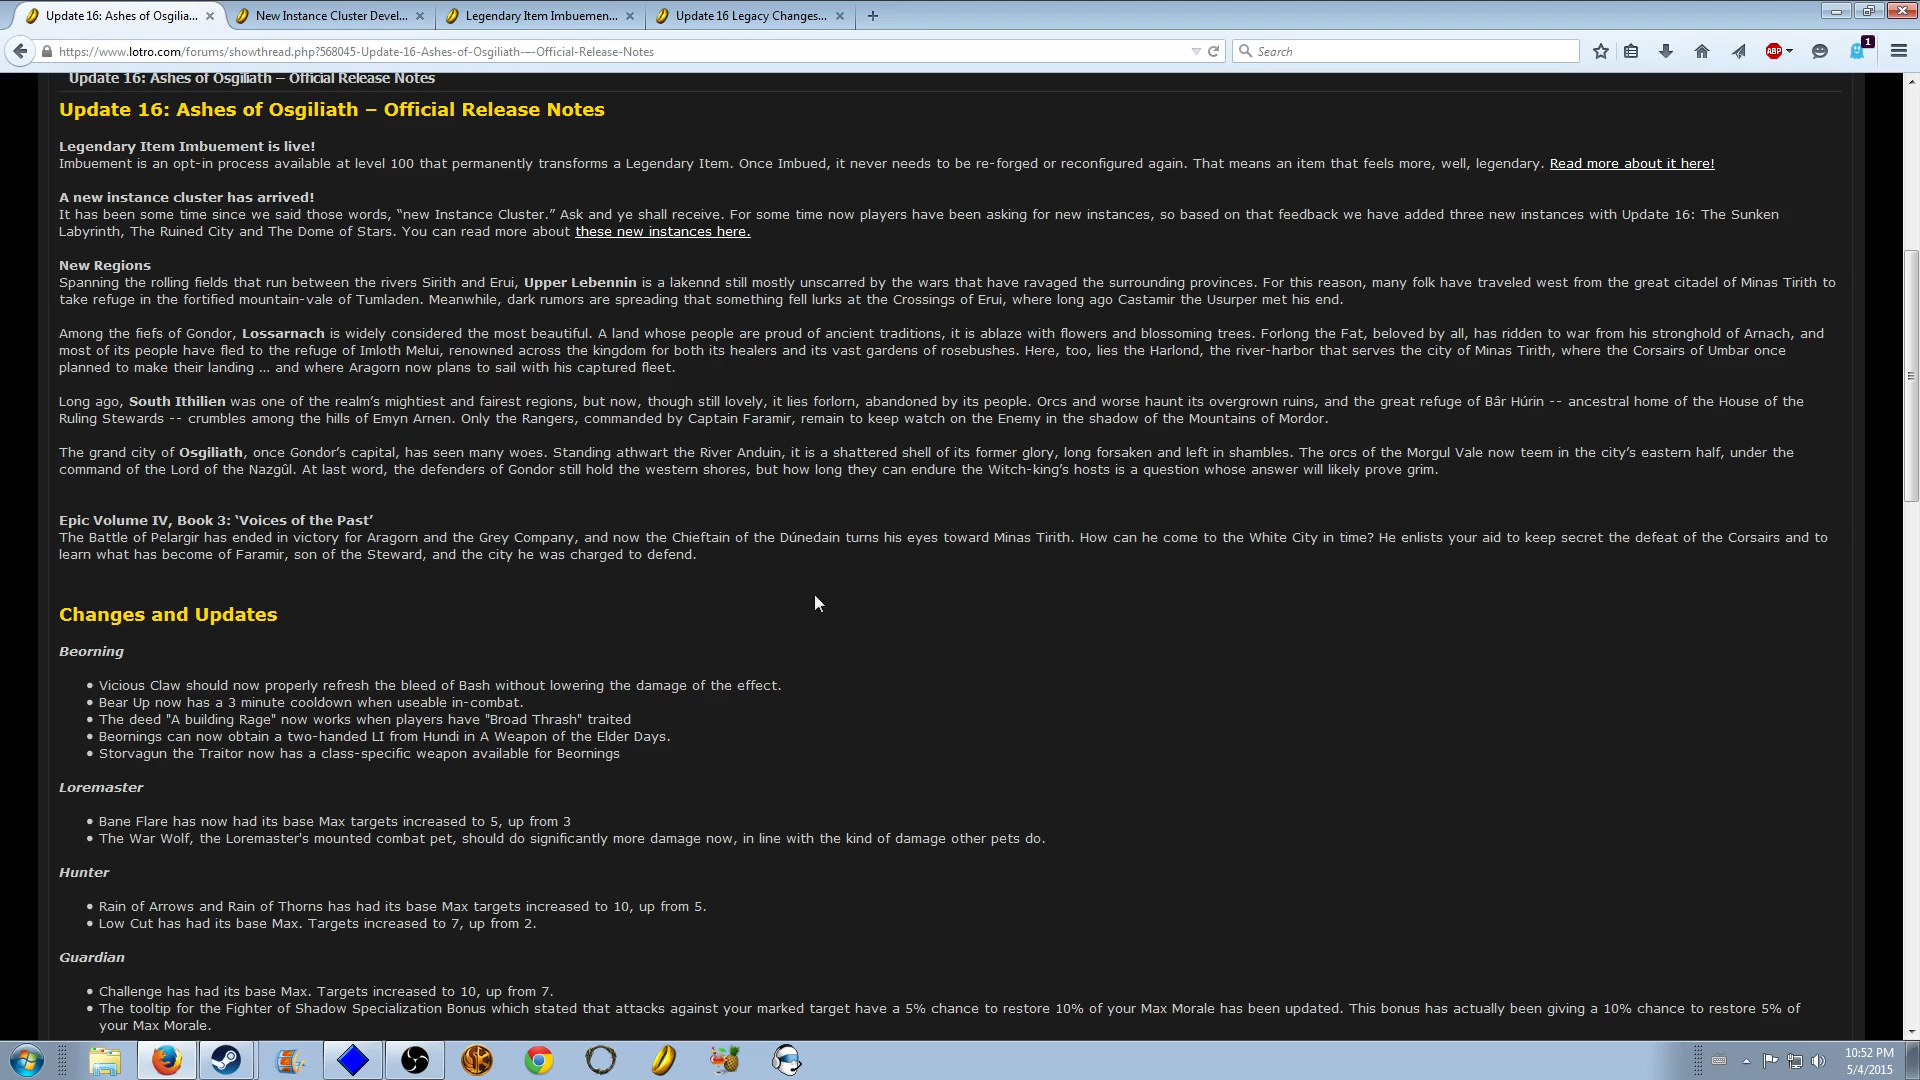 Update 16: Ashes of Osgilia...
New Instance Cluster Devel...
Legendary Item Imbuemen...
Update 16 Legacy Changes...
https://www.lotro.com/forums/showthread.php?568045-Update-16-Ashes-of-Osgiliath-–-Official-Release-Notes
Search
ABP
1
Update 16: Ashes of Osgiliath – Official Release Notes
Update 16: Ashes of Osgiliath – Official Release Notes
Legendary Item Imbuement is live!
Imbuement is an opt-in process available at level 100 that permanently transforms a Legendary Item. Once Imbued, it never needs to be re-forged or reconfigured again. That means an item that feels more, well, legendary. Read more about it here!
A new instance cluster has arrived!
It has been some time since we said those words, “new Instance Cluster.” Ask and ye shall receive. For some time now players have been asking for new instances, so based on that feedback we have added three new instances with Update 16: The Sunken
Labyrinth, The Ruined City and The Dome of Stars. You can read more about these new instances here.
New Regions
Spanning the rolling fields that run between the rivers Sirith and Erui, Upper Lebennin is a lakennd still mostly unscarred by the wars that have ravaged the surrounding provinces. For this reason, many folk have traveled west from the great citadel of Minas Tirith to
take refuge in the fortified mountain-vale of Tumladen. Meanwhile, dark rumors are spreading that something fell lurks at the Crossings of Erui, where long ago Castamir the Usurper met his end.
Among the fiefs of Gondor, Lossarnach is widely considered the most beautiful. A land whose people are proud of ancient traditions, it is ablaze with flowers and blossoming trees. Forlong the Fat, beloved by all, has ridden to war from his stronghold of Arnach, and
most of its people have fled to the refuge of Imloth Melui, renowned across the kingdom for both its healers and its vast gardens of rosebushes. Here, too, lies the Harlond, the river-harbor that serves the city of Minas Tirith, where the Corsairs of Umbar once
planned to make their landing ... and where Aragorn now plans to sail with his captured fleet.
Long ago, South Ithilien was one of the realm’s mightiest and fairest regions, but now, though still lovely, it lies forlorn, abandoned by its people. Orcs and worse haunt its overgrown ruins, and the great refuge of Bâr Húrin -- ancestral home of the House of the
Ruling Stewards -- crumbles among the hills of Emyn Arnen. Only the Rangers, commanded by Captain Faramir, remain to keep watch on the Enemy in the shadow of the Mountains of Mordor.
The grand city of Osgiliath, once Gondor’s capital, has seen many woes. Standing athwart the River Anduin, it is a shattered shell of its former glory, long forsaken and left in shambles. The orcs of the Morgul Vale now teem in the city’s eastern half, under the
command of the Lord of the Nazgûl. At last word, the defenders of Gondor still hold the western shores, but how long they can endure the Witch-king’s hosts is a question whose answer will likely prove grim.
Epic Volume IV, Book 3: ‘Voices of the Past’
The Battle of Pelargir has ended in victory for Aragorn and the Grey Company, and now the Chieftain of the Dúnedain turns his eyes toward Minas Tirith. How can he come to the White City in time? He enlists your aid to keep secret the defeat of the Corsairs and to
learn what has become of Faramir, son of the Steward, and the city he was charged to defend.
Changes and Updates
Beorning
• Vicious Claw should now properly refresh the bleed of Bash without lowering the damage of the effect.
• Bear Up now has a 3 minute cooldown when useable in-combat.
• The deed "A building Rage" now works when players have "Broad Thrash" traited
• Beornings can now obtain a two-handed LI from Hundi in A Weapon of the Elder Days.
• Storvagun the Traitor now has a class-specific weapon available for Beornings
Loremaster
• Bane Flare has now had its base Max targets increased to 5, up from 3
• The War Wolf, the Loremaster's mounted combat pet, should do significantly more damage now, in line with the kind of damage other pets do.
Hunter
• Rain of Arrows and Rain of Thorns has had its base Max targets increased to 10, up from 5.
• Low Cut has had its base Max. Targets increased to 7, up from 2.
Guardian
• Challenge has had its base Max. Targets increased to 10, up from 7.
• The tooltip for the Fighter of Shadow Specialization Bonus which stated that attacks against your marked target have a 5% chance to restore 10% of your Max Morale has been updated. This bonus has actually been giving a 10% chance to restore 5% of
your Max Morale.
10:52 PM
5/4/2015